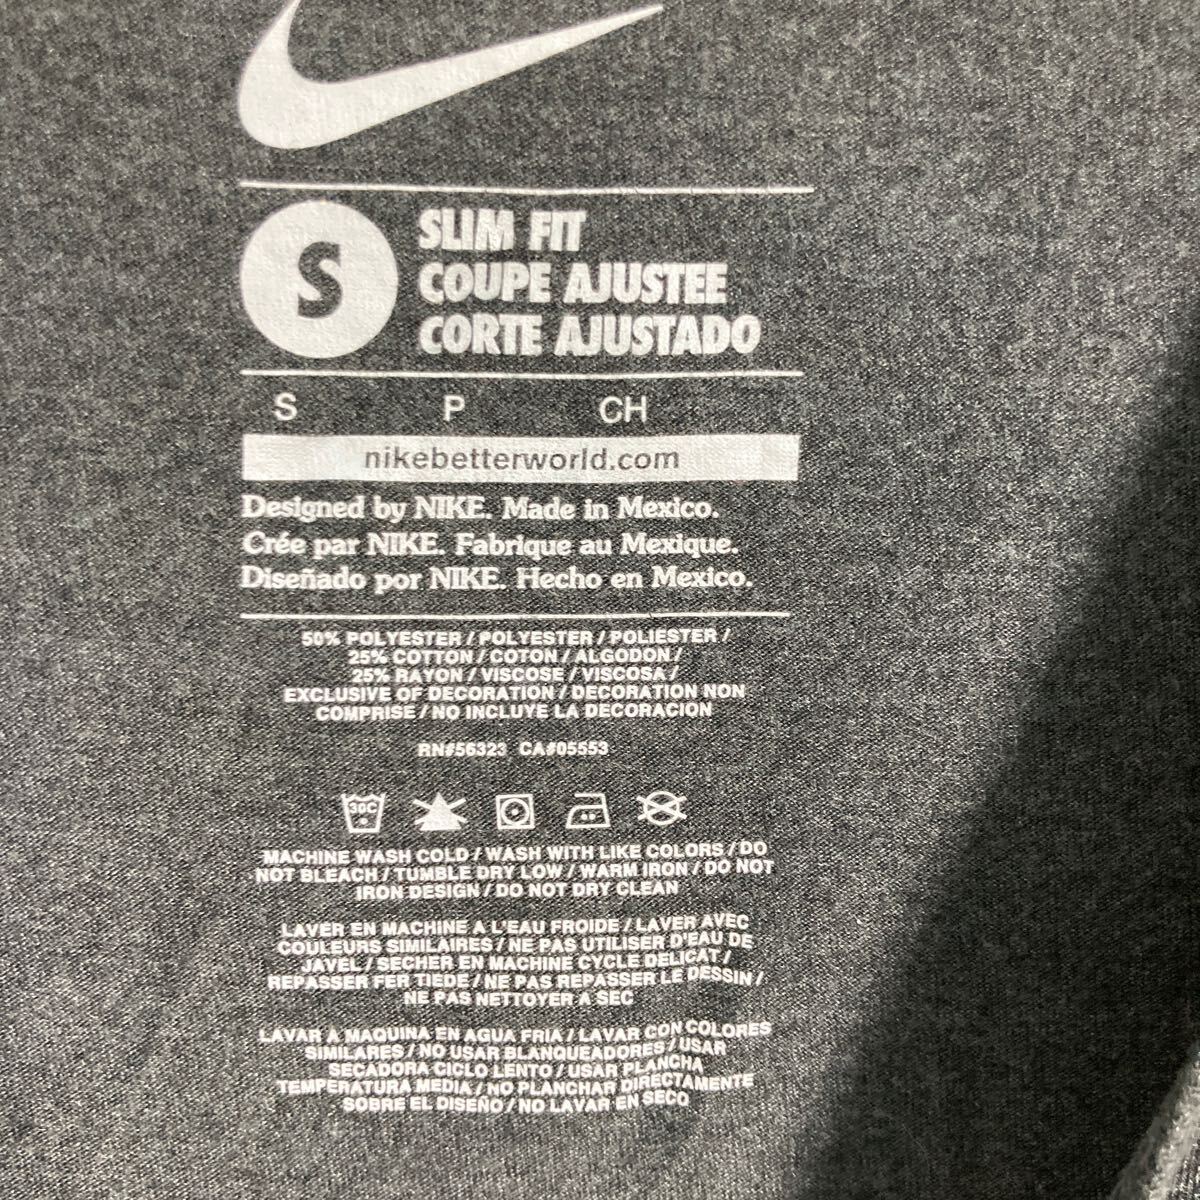 S
SLIM FIT
COUPE AJUSTEE
CORTE AJUSTADO
S P CH
nikebetterworld.com
Designed by NIKE. Made in Mexico.
Crée par NIKE. Fabrique au Mexique.
Diseñado por NIKE. Hecho en Mexico.
50% POLYESTER / POLYESTER / POLIESTER /
25% COTTON / COTON / ALGODON /
25% RAYON / VISCOSE / VISCOSA /
EXCLUSIVE OF DECORATION / DECORATION NON
COMPRISE / NO INCLUYE LA DECORACION
RN#56323 CA#05553
30C
MACHINE WASH COLD / WASH WITH LIKE COLORS / DO
NOT BLEACH / TUMBLE DRY LOW / WARM IRON / DO NOT
IRON DESIGN / DO NOT DRY CLEAN
LAVER EN MACHINE A L'EAU FROIDE / LAVER AVEC
COULEURS SIMILAIRES / NE PAS UTILISER D'EAU DE
JAVEL / SECHER EN MACHINE CYCLE DELICAT /
REPASSER FER TIEDE / NE PAS REPASSER LE DESSIN /
NE PAS NETTOYER A SEC
LAVAR A MAQUINA EN AGUA FRIA / LAVAR CON COLORES
SIMILARES / NO USAR BLANQUEADORES / USAR
SECADORA CICLO LENTO / USAR PLANCHA
TEMPERATURA MEDIA / NO PLANCHAR DIRECTAMENTE
SOBRE EL DISEÑO / NO LAVAR EN SECO